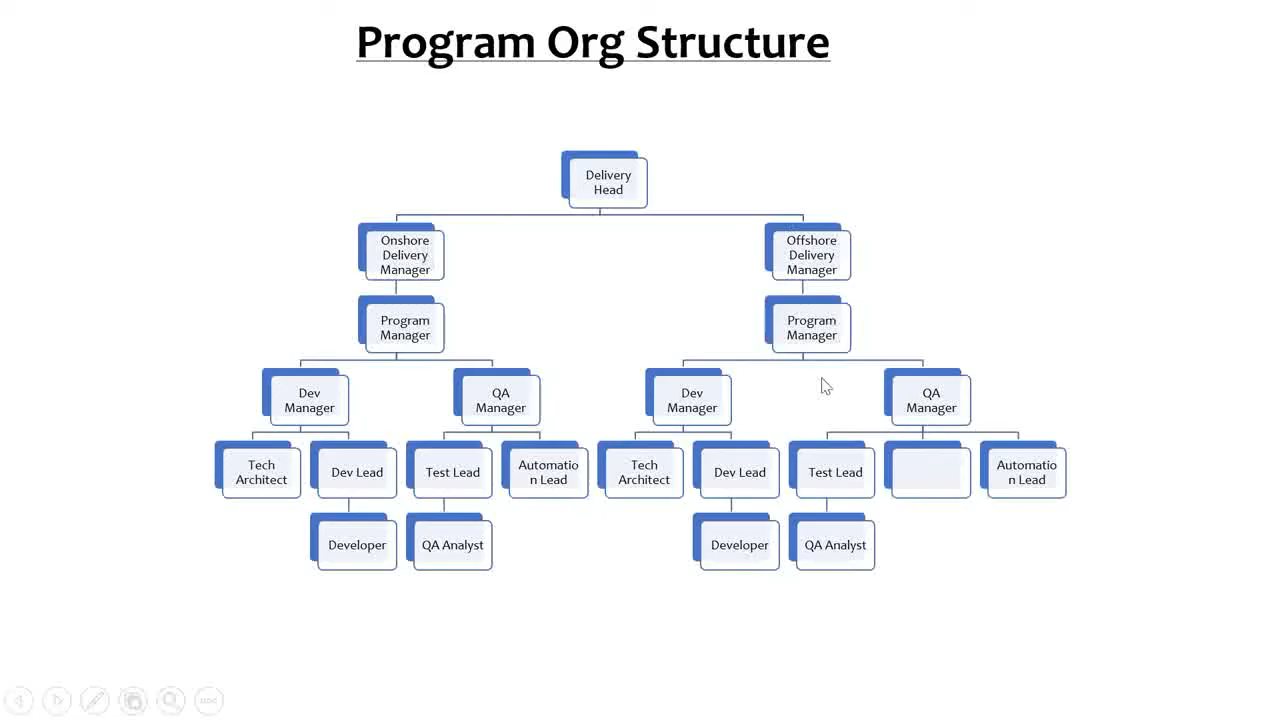 Program Org Structure
Delivery
Head
Onshore
Delivery
Manager
Offshore
Delivery
Manager
Program
Manager
Program
Manager
Dev
Manager
QA
Manager
Dev
Manager
QA
Manager
Tech
Architect
Dev Lead
Test Lead
Automatio
n Lead
Tech
Architect
Dev Lead
Test Lead
Automatio
n Lead
Developer
QA Analyst
Developer
QA Analyst